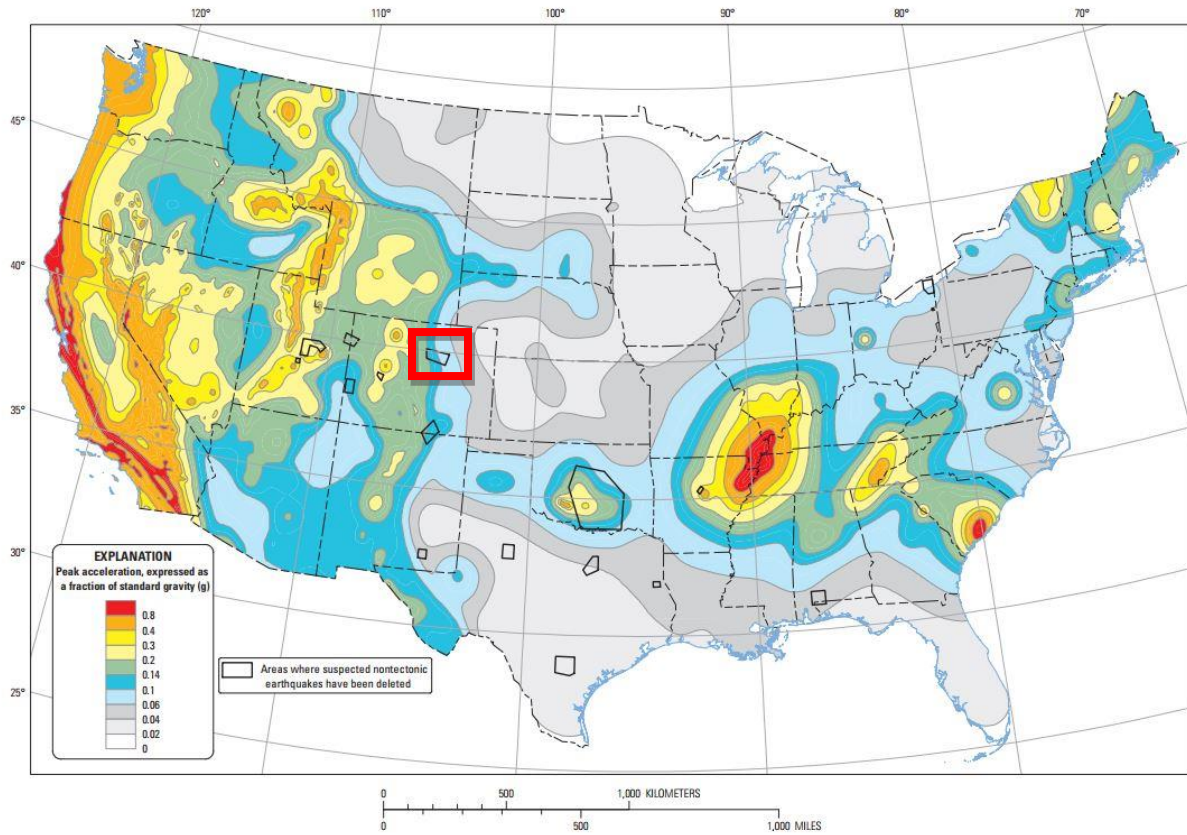 120° 110° 100° 90° 80° 70°
45°
40°
35°
30°
25°
EXPLANATION
Peak acceleration, expressed as
a fraction of standard gravity (g)
0.8
0.4
0.3
0.2
0.14
0.1
0.06
0.04
0.02
0
Areas where suspected nontectonic
earthquakes have been deleted
0 500 1,000 KILOMETERS
0 500 1,000 MILES